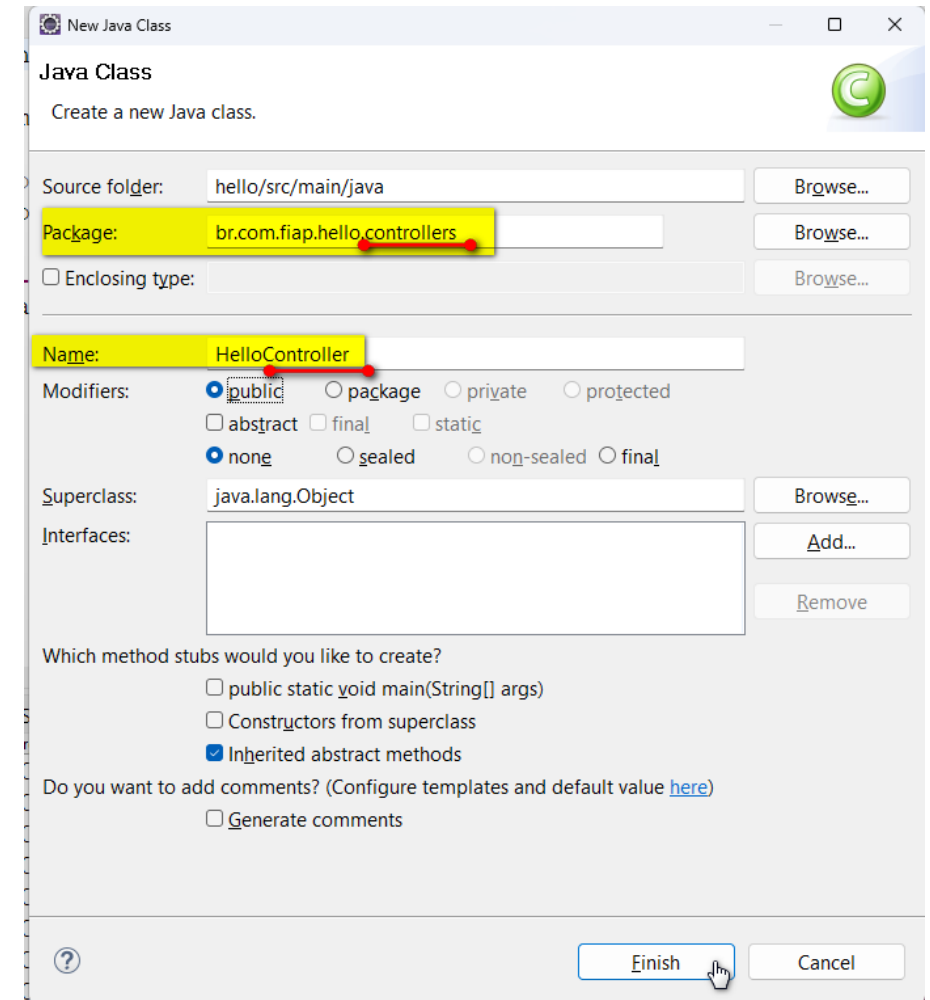 New Java Class
Java Class
Create a new Java class.
Source folder: hello/src/main/java Browse...
Package: br.com.fiap.hello.controllers Browse...
Enclosing type: Browse...
Name: HelloController
Modifiers: public package private protected
abstract final static
none sealed non-sealed final
Superclass: java.lang.Object Browse...
Interfaces: Add...
Remove
Which method stubs would you like to create?
public static void main(String[] args)
Constructors from superclass
Inherited abstract methods
Do you want to add comments? (Configure templates and default value here)
Generate comments
? Finish Cancel